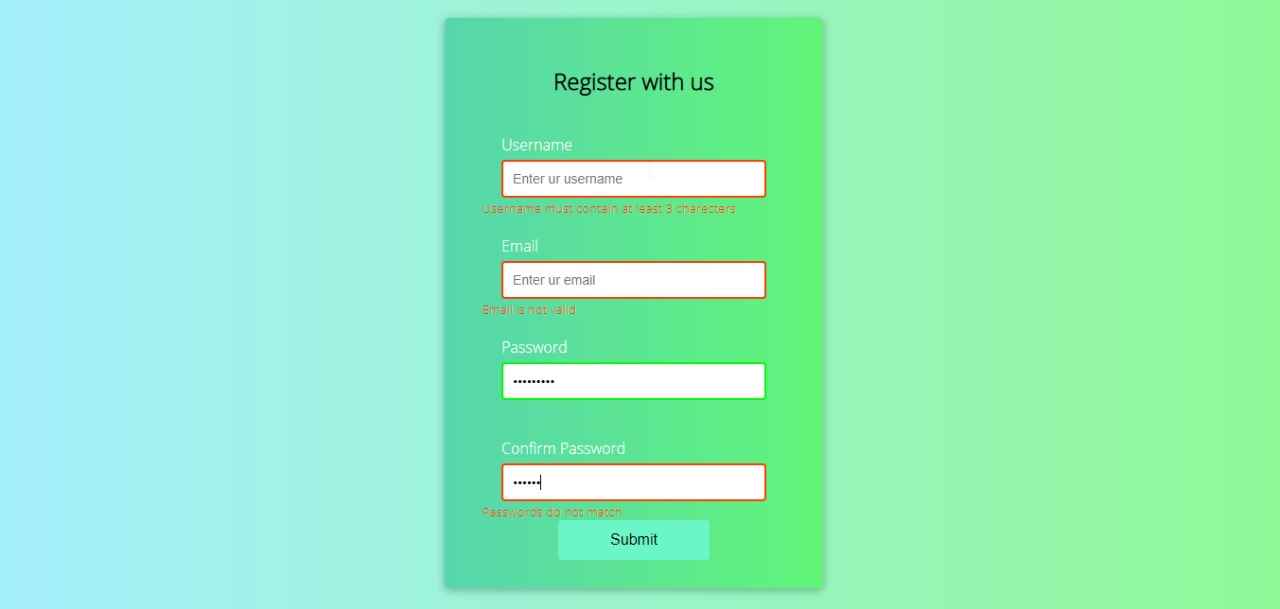 Register with us
Username
Enter ur username
Username must contain at least 3 charecters
Email
Enter ur email
Email is not valid
Password
•••••••••
Confirm Password
••••••
Passwords do not match
Submit